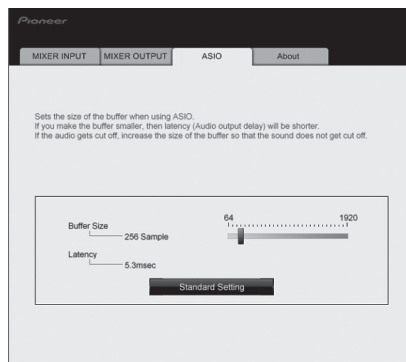 Pioneer
MIXER INPUT MIXER OUTPUT ASIO About
Sets the size of the buffer when using ASIO.
If you make the buffer smaller, then latency (Audio output delay) will be shorter.
If the audio gets cut off, increase the size of the buffer so that the sound does not get cut off.
64 1920
Buffer Size
256 Sample
Latency
5.3msec
Standard Setting